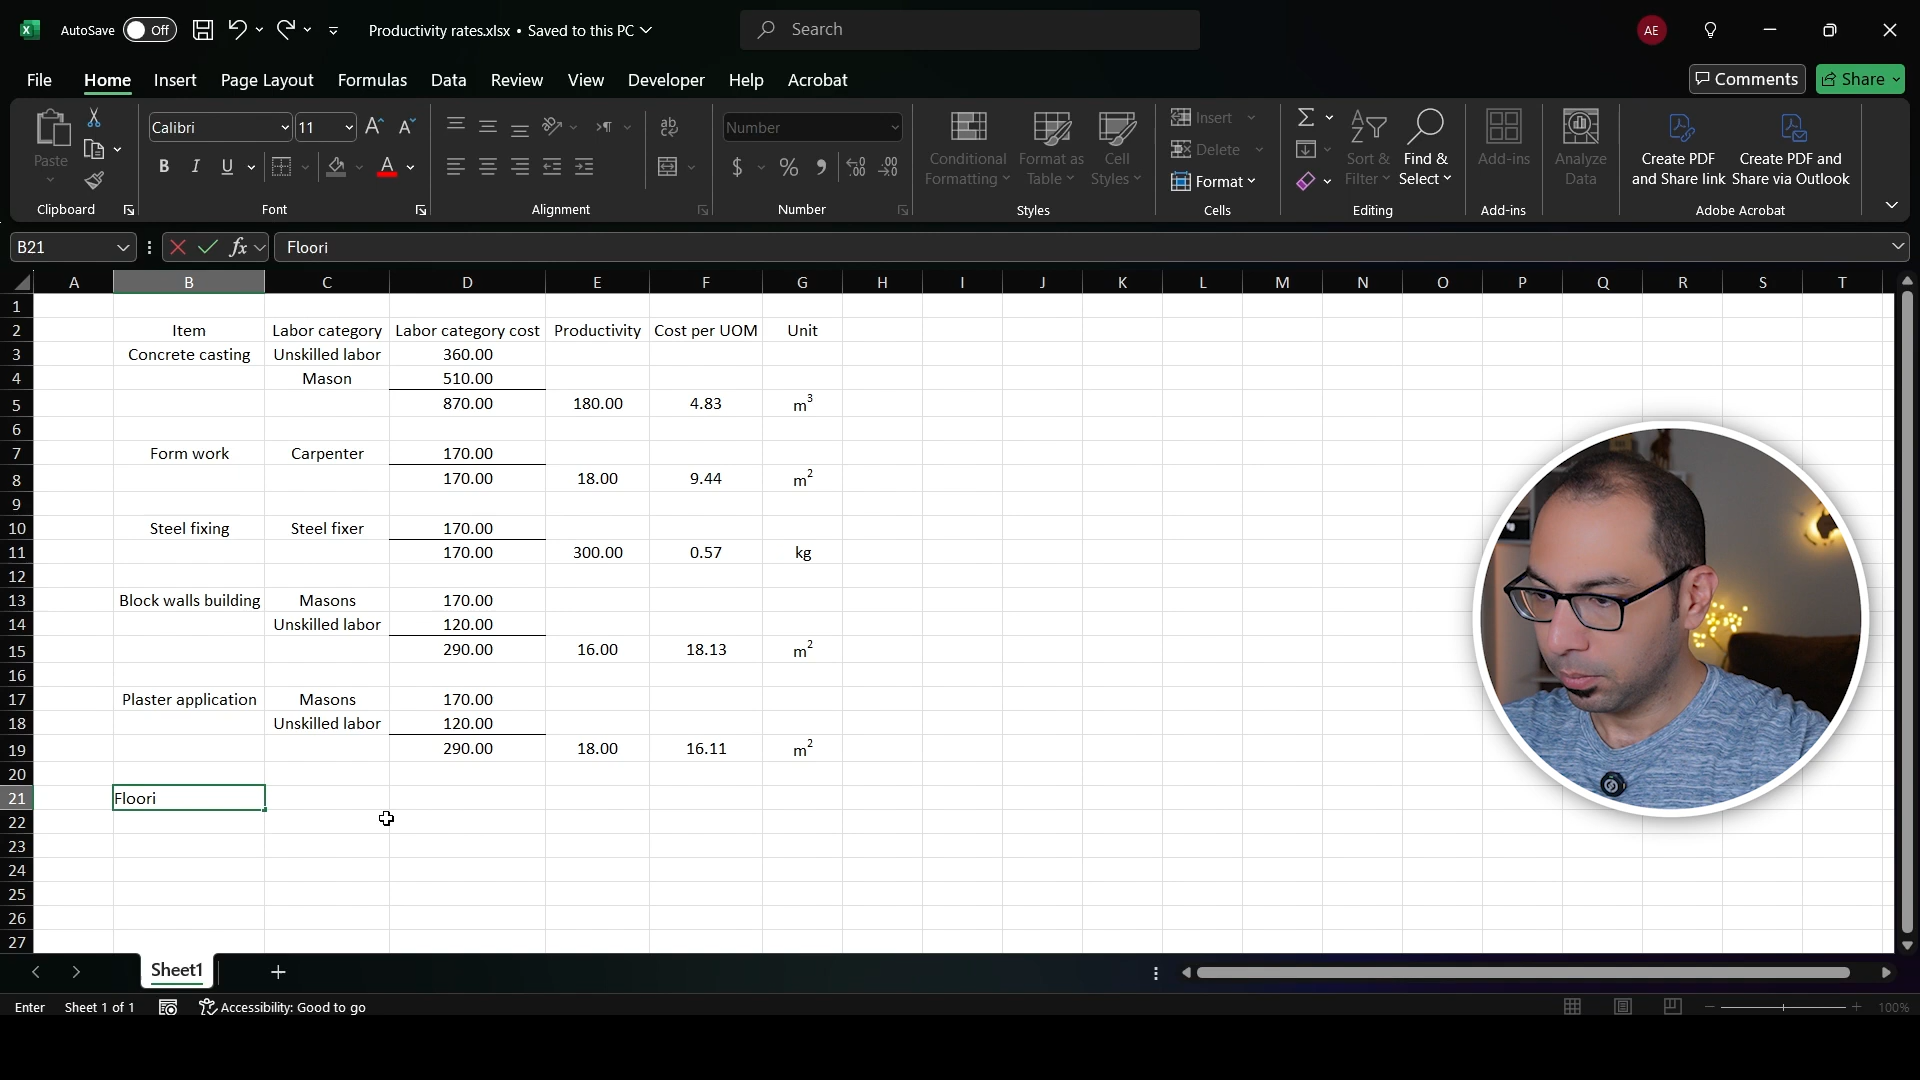 AutoSave Off Productivity rates.xlsx • Saved to this PC Search AE
File Home Insert Page Layout Formulas Data Review View Developer Help Acrobat Comments Share
Paste Calibri 11 B I U A ab Number $ % Conditional Formatting Format as Table Cell Styles Insert Delete Format Sort & Filter Find & Select Add-ins Analyze Data Create PDF and Share link Create PDF and Share via Outlook
Clipboard Font Alignment Number Styles Cells Editing Add-ins Adobe Acrobat
B21 fx Floori
A B C D E F G H I J K L M N O P Q R S T
1
2 Item Labor category Labor category cost Productivity Cost per UOM Unit
3 Concrete casting Unskilled labor 360.00
4 Mason 510.00
5 870.00 180.00 4.83 m³
6
7 Form work Carpenter 170.00
8 170.00 18.00 9.44 m²
9
10 Steel fixing Steel fixer 170.00
11 170.00 300.00 0.57 kg
12
13 Block walls building Masons 170.00
14 Unskilled labor 120.00
15 290.00 16.00 18.13 m²
16
17 Plaster application Masons 170.00
18 Unskilled labor 120.00
19 290.00 18.00 16.11 m²
20
21 Floori
22
23
24
25
26
27
Sheet1
Enter Sheet 1 of 1 Accessibility: Good to go 100%